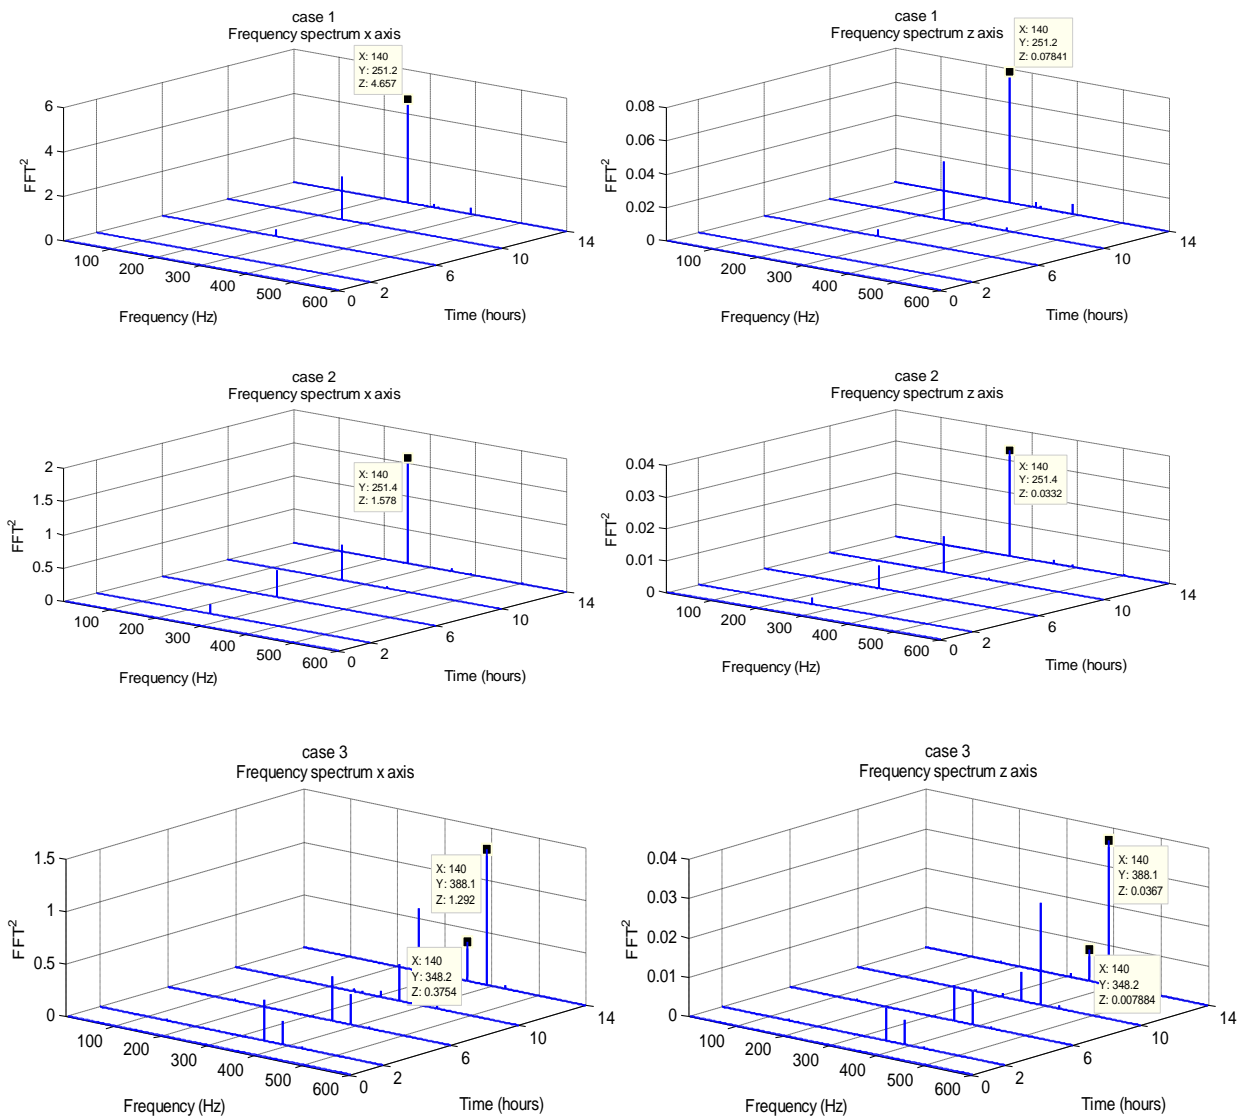 case 1
Frequency spectrum x axis
X: 140
Y: 251.2
Z: 4.657
6
4
2
0
FFT2
100
200
300
400
500
600
Frequency (Hz)
0
2
6
10
14
Time (hours)
case 1
Frequency spectrum z axis
X: 140
Y: 251.2
Z: 0.07841
0.08
0.06
0.04
0.02
0
FFT2
100
200
300
400
500
600
Frequency (Hz)
0
2
6
10
14
Time (hours)
case 2
Frequency spectrum x axis
X: 140
Y: 251.4
Z: 1.578
2
1.5
1
0.5
0
FFT2
100
200
300
400
500
600
Frequency (Hz)
0
2
6
10
14
Time (hours)
case 2
Frequency spectrum z axis
X: 140
Y: 251.4
Z: 0.0332
0.04
0.03
0.02
0.01
0
FFT2
100
200
300
400
500
600
Frequency (Hz)
0
2
6
10
14
Time (hours)
case 3
Frequency spectrum x axis
X: 140
Y: 388.1
Z: 1.292
X: 140
Y: 348.2
Z: 0.3754
1.5
1
0.5
0
FFT2
100
200
300
400
500
600
Frequency (Hz)
0
2
6
10
14
Time (hours)
case 3
Frequency spectrum z axis
X: 140
Y: 388.1
Z: 0.0367
X: 140
Y: 348.2
Z: 0.007884
0.04
0.03
0.02
0.01
0
FFT2
100
200
300
400
500
600
Frequency (Hz)
0
2
6
10
14
Time (hours)